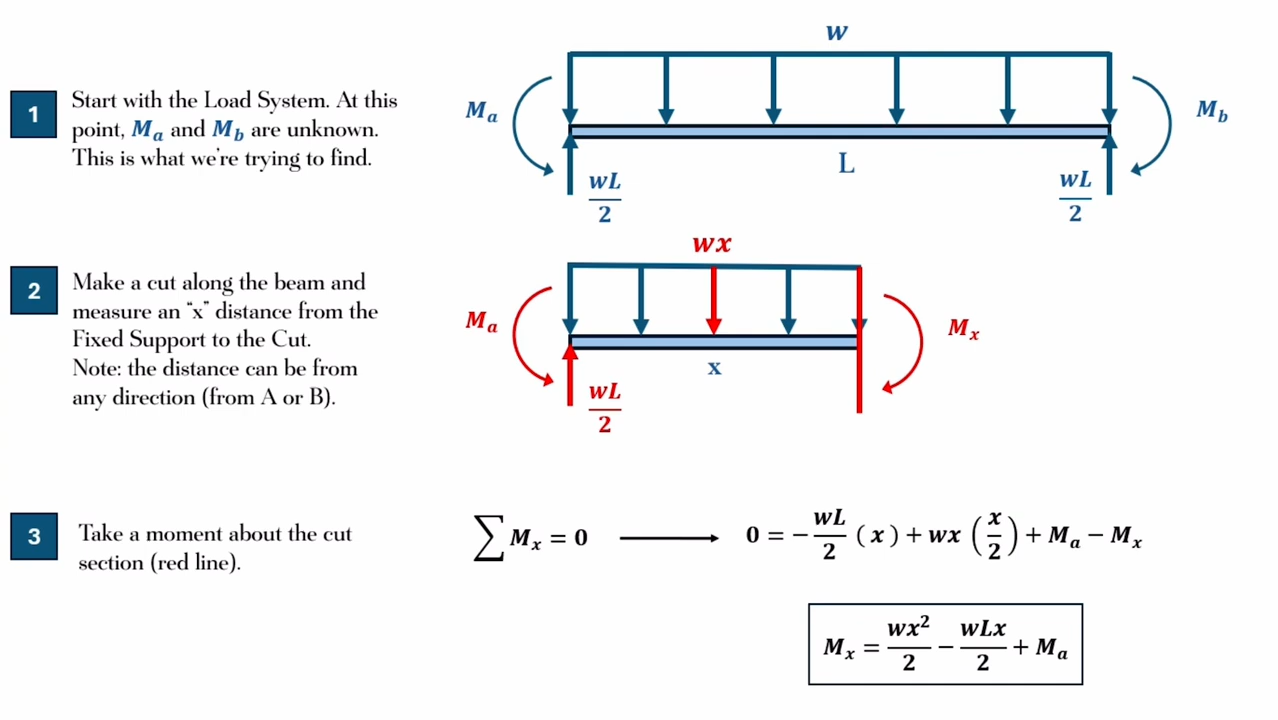 w
1
Start with the Load System. At this
point, Mₐ and M_b are unknown.
This is what we're trying to find.
Mₐ
M_b
L
wL/2
wL/2
2
Make a cut along the beam and
measure an “x” distance from the
Fixed Support to the Cut.
Note: the distance can be from
any direction (from A or B).
wx
Mₐ
Mₓ
x
wL/2
3
Take a moment about the cut
section (red line).
∑ Mₓ = 0
0 = − wL/2 ( x ) + wx (x/2) + Mₐ − Mₓ
Mₓ = wx²/2 − wLx/2 + Mₐ